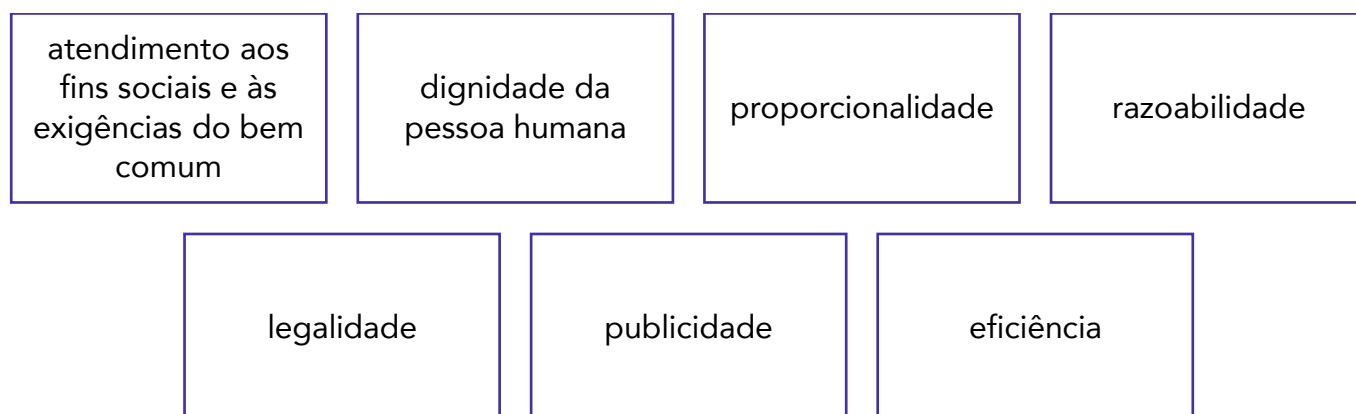 atendimento aos
fins sociais e às
exigências do bem
comum
dignidade da
pessoa humana
proporcionalidade
razoabilidade
legalidade
publicidade
eficiência